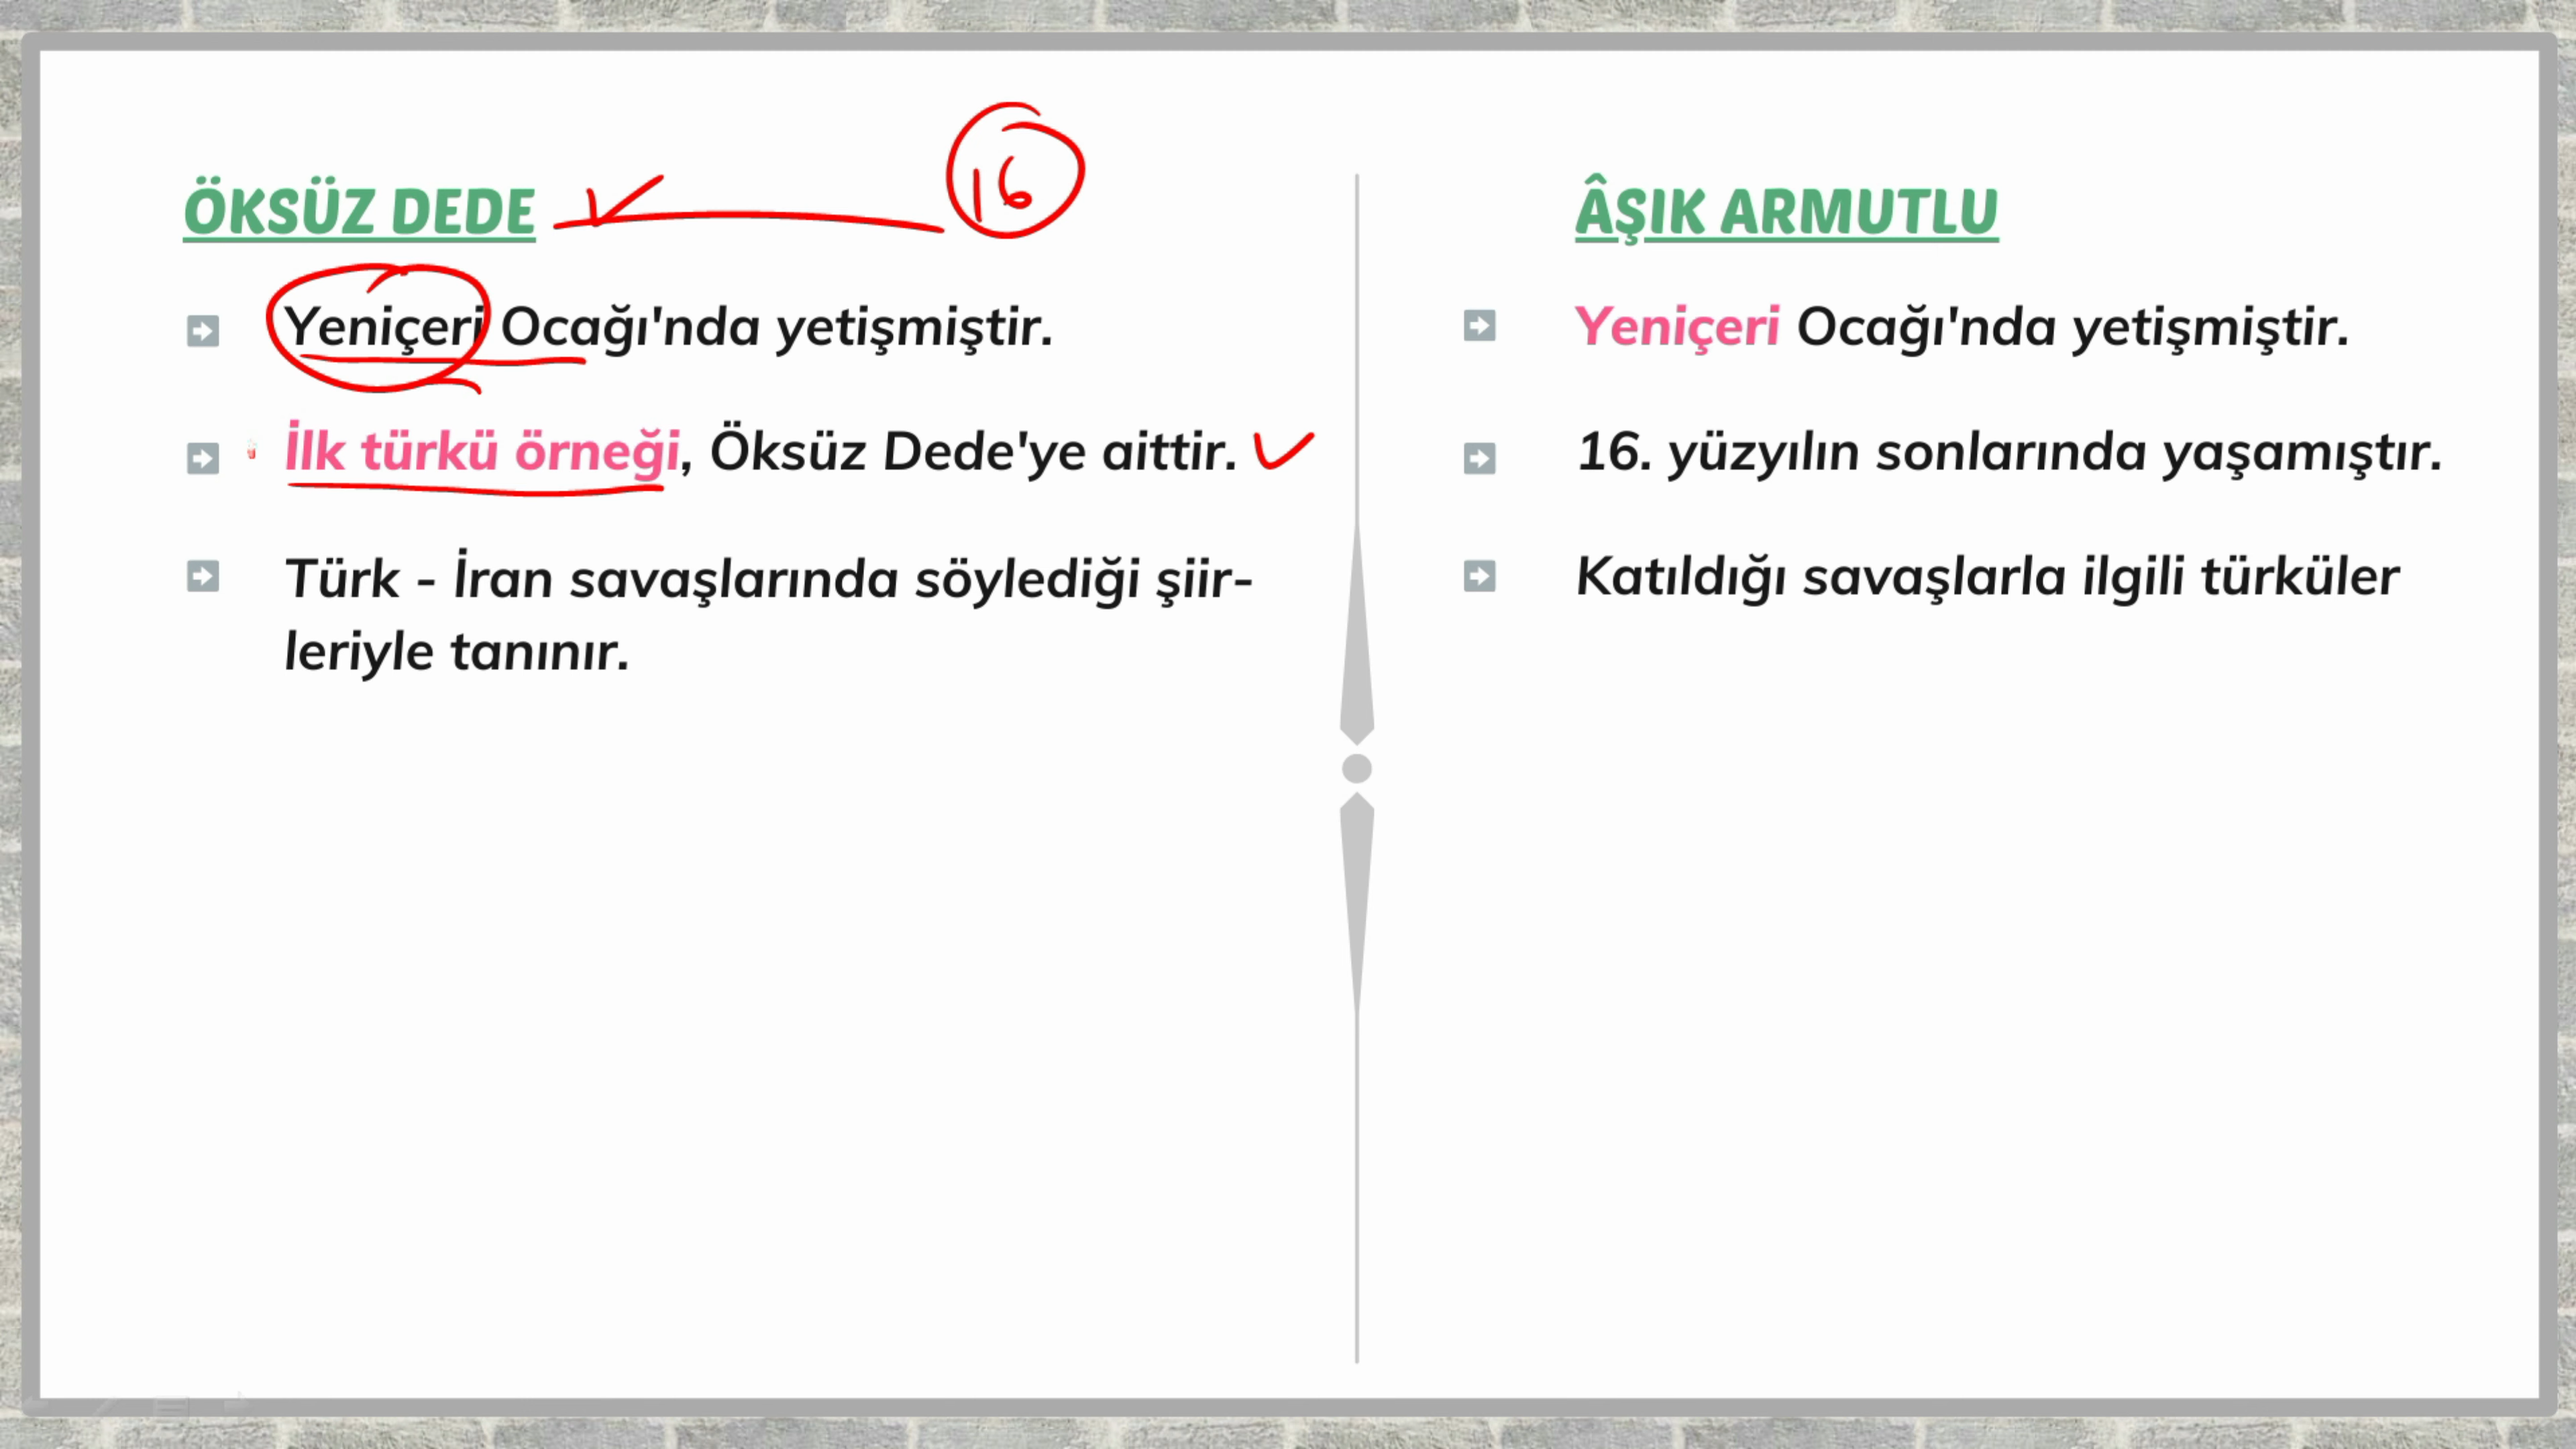 16
ÖKSÜZ DEDE
Yeniçeri Ocağı'nda yetişmiştir.
İlk türkü örneği, Öksüz Dede'ye aittir.
Türk - İran savaşlarında söylediği şiir-
leriyle tanınır.
ÂŞIK ARMUTLU
Yeniçeri Ocağı'nda yetişmiştir.
16. yüzyılın sonlarında yaşamıştır.
Katıldığı savaşlarla ilgili türküler